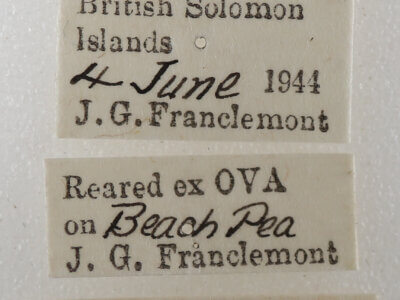 British Solomon
Islands
4 June 1944
J. G. Franclemont
Reared ex OVA
on Beach Pea
J. G. Franclemont